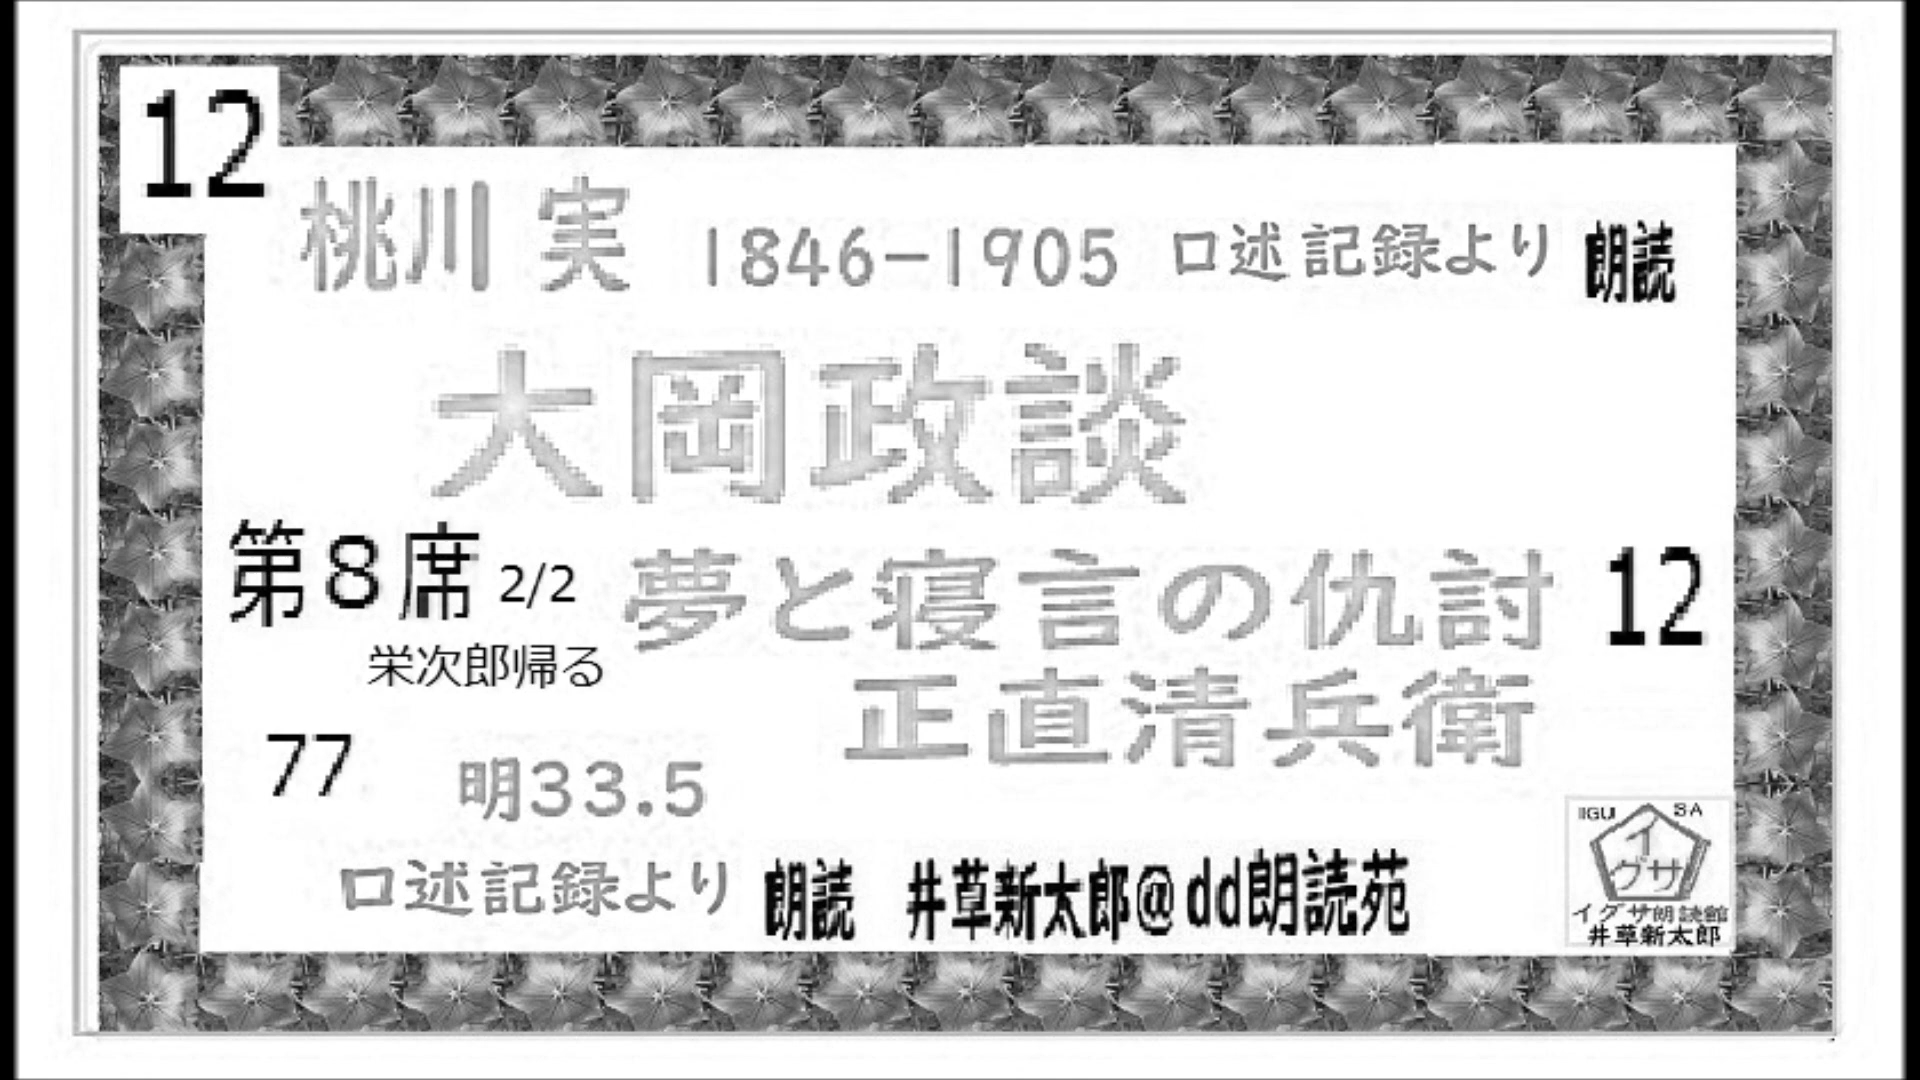 12
桃川 実 1846-1905 口述記録より 朗読
大岡政談
第8席 2/2 夢と寝言の仇討 12
栄次郎帰る 正直清兵衛
77 明33.5
口述記録より 朗読 井草新太郎@dd朗読苑
IGUSA
イグサ
イグサ朗読館
井草新太郎